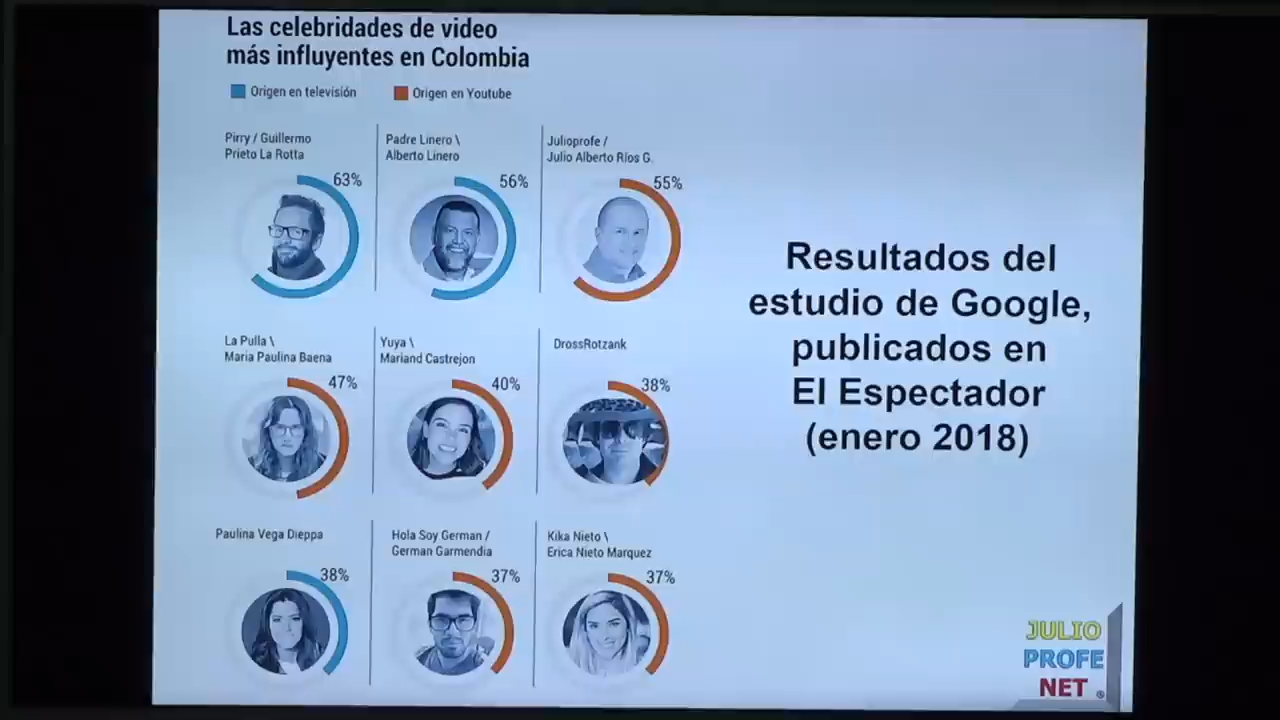 Las celebridades de video
más influyentes en Colombia
Origen en televisión
Origen en Youtube
Pirry / Guillermo
Prieto La Rotta
63%
Padre Linero \
Alberto Linero
56%
Julioprofe /
Julio Alberto Ríos G.
55%
La Pulla \
Maria Paulina Baena
47%
Yuya \
Mariand Castrejon
40%
DrossRotzank
38%
Paulina Vega Dieppa
38%
Hola Soy German /
German Garmendia
37%
Kika Nieto \
Erica Nieto Marquez
37%
Resultados del
estudio de Google,
publicados en
El Espectador
(enero 2018)
JULIO
PROFE
NET ®